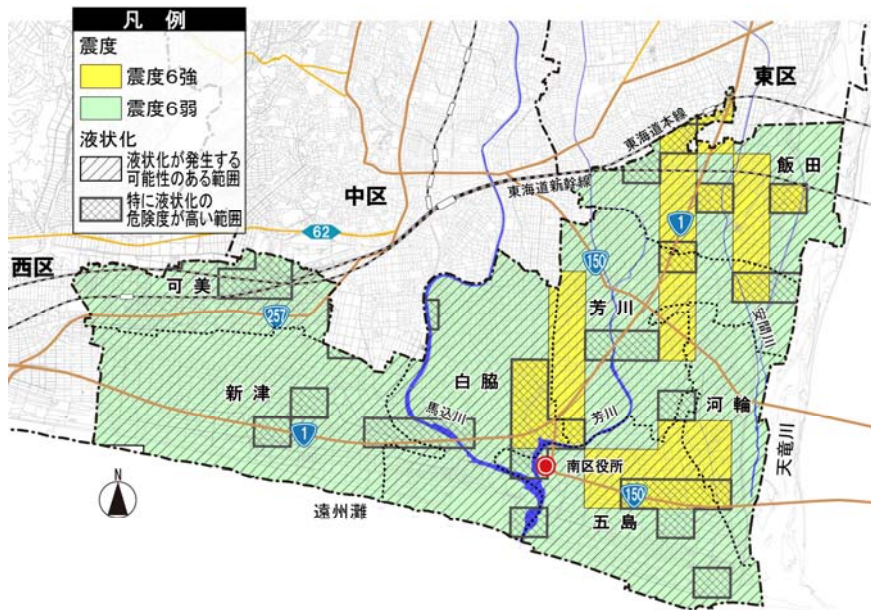 凡例
震度
震度6強
震度6弱
液状化
液状化が発生する
可能性のある範囲
特に液状化の
危険度が高い範囲
東区
東海道本線
飯田
東海道新幹線
中区
1
62
150
西区
可美
芳川
257
安間川
新津
白脇
馬込川
芳川
河輪
1
天竜川
南区役所
N
150
遠州灘
五島